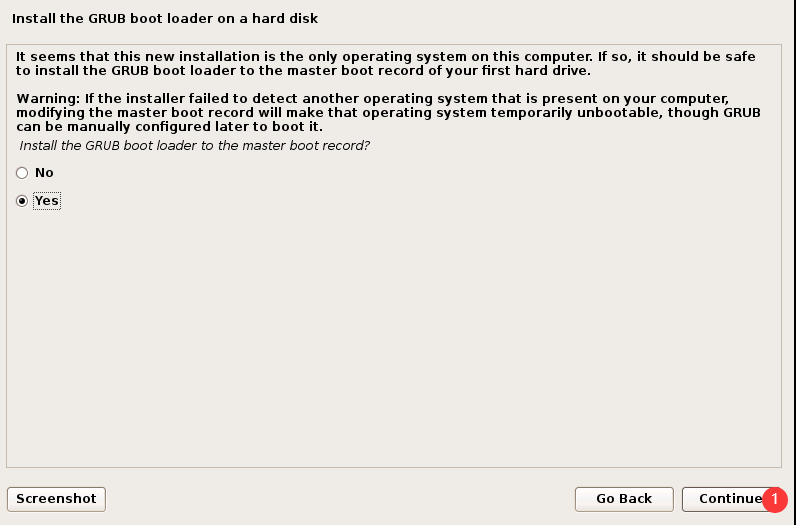 Install the GRUB boot loader on a hard disk
It seems that this new installation is the only operating system on this computer. If so, it should be safe
to install the GRUB boot loader to the master boot record of your first hard drive.
Warning: If the installer failed to detect another operating system that is present on your computer,
modifying the master boot record will make that operating system temporarily unbootable, though GRUB
can be manually configured later to boot it.
Install the GRUB boot loader to the master boot record?
No
Yes
Screenshot
Go Back
Continue
1